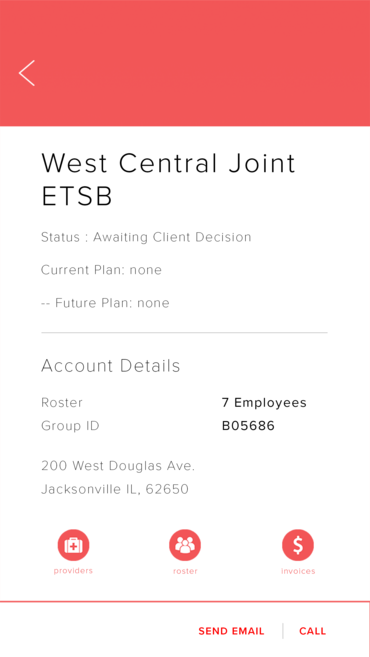 West Central Joint
ETSB
Status : Awaiting Client Decision
Current Plan: none
-- Future Plan: none
Account Details
Roster 7 Employees
Group ID B05686
200 West Douglas Ave.
Jacksonville IL, 62650
providers roster invoices
SEND EMAIL CALL